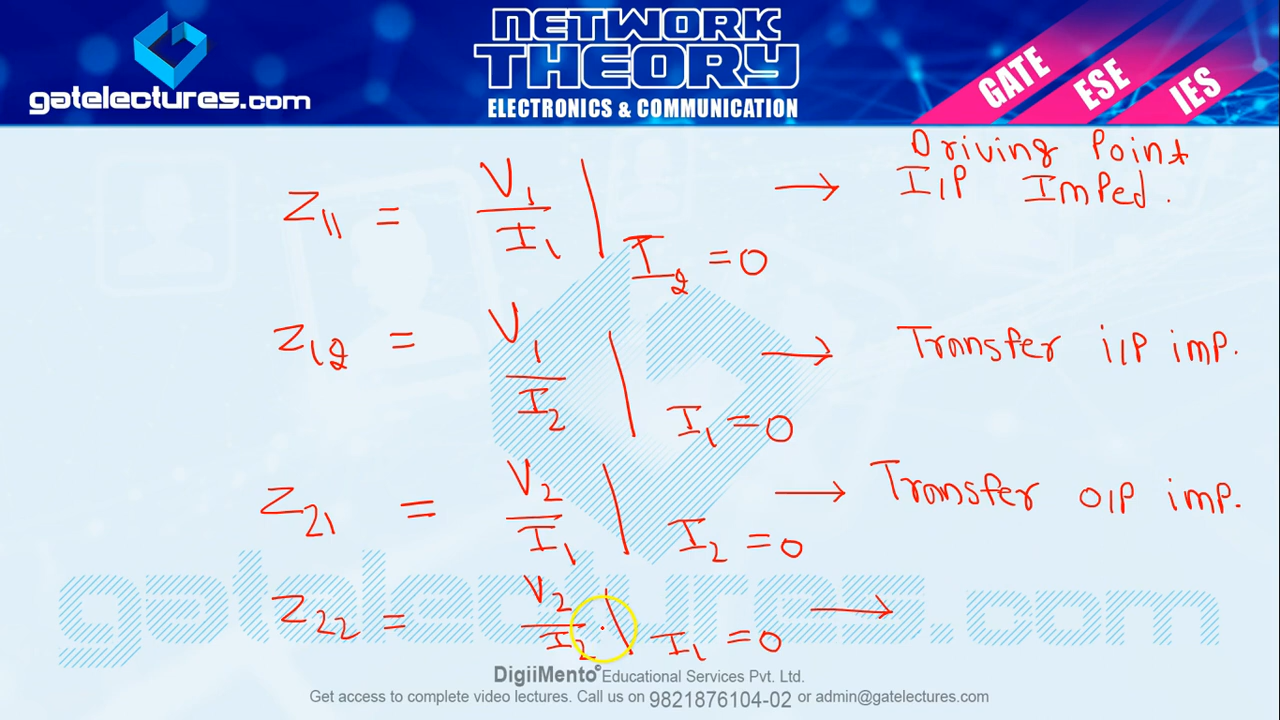 gatelectures.com
NETWORK
THEORY
ELECTRONICS & COMMUNICATION
GATE
ESE
IES
Z11 = V1/I1 | I2 = 0 → Driving Point
I/P Imped.
Z12 = V1/I2 | I1 = 0 → Transfer i/P imp.
Z21 = V2/I1 | I2 = 0 → Transfer O/P imp.
Z22 = V2/I2 | I1 = 0 →
gatelectures.com
DigiiMento© Educational Services Pvt. Ltd.
Get access to complete video lectures. Call us on 9821876104-02 or admin@gatelectures.com